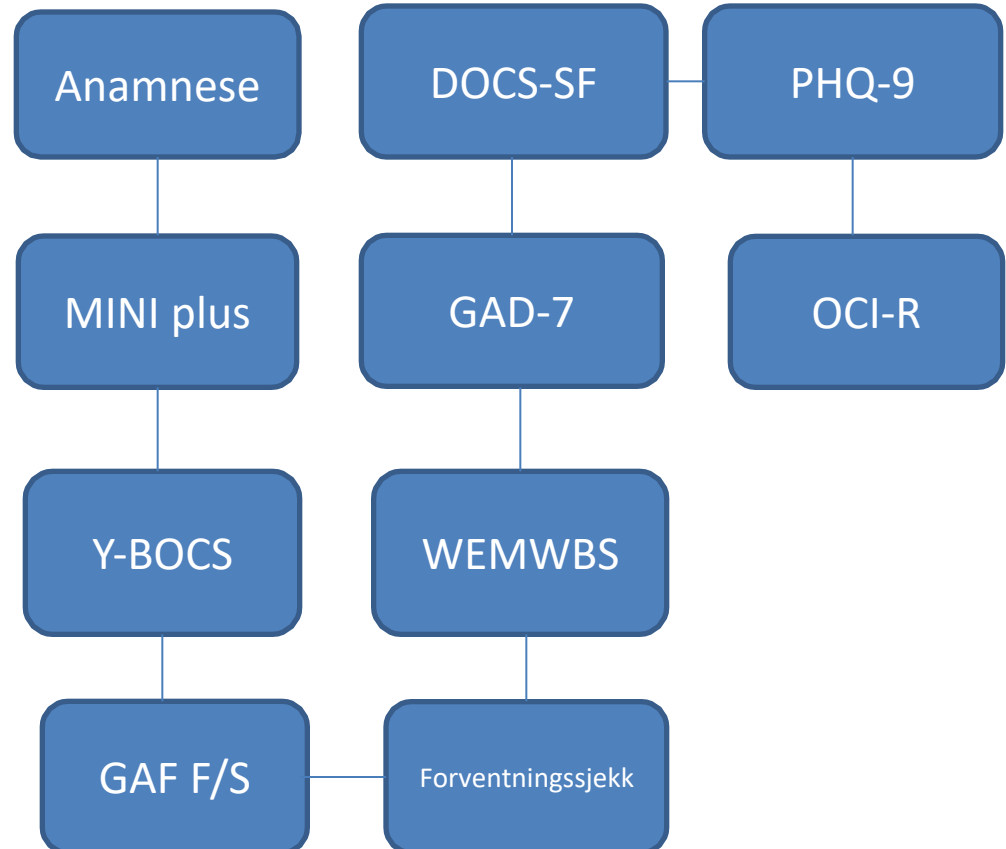 Anamnese
MINI plus
Y-BOCS
GAF F/S
Forventningssjekk
WEMWBS
GAD-7
DOCS-SF
PHQ-9
OCI-R